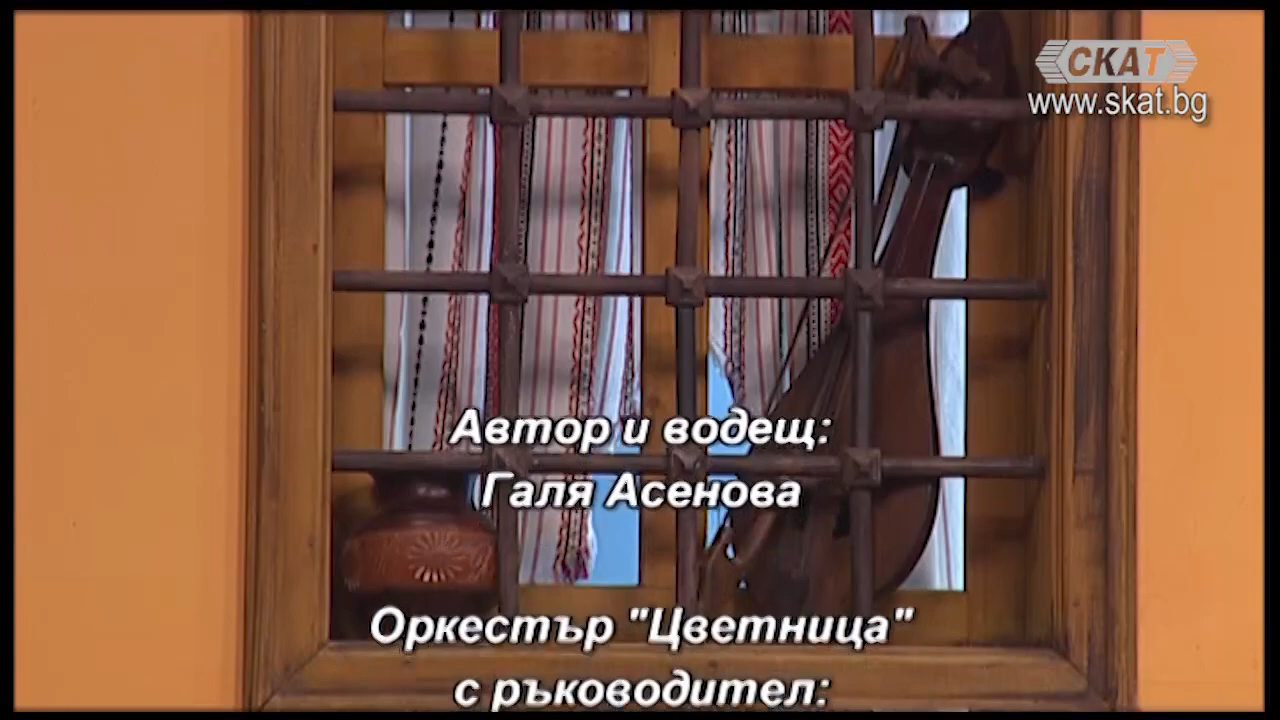 СКАТ
www.skat.bg
Автор и водещ:
Галя Асенова
Оркестър "Цветница"
с ръководител: